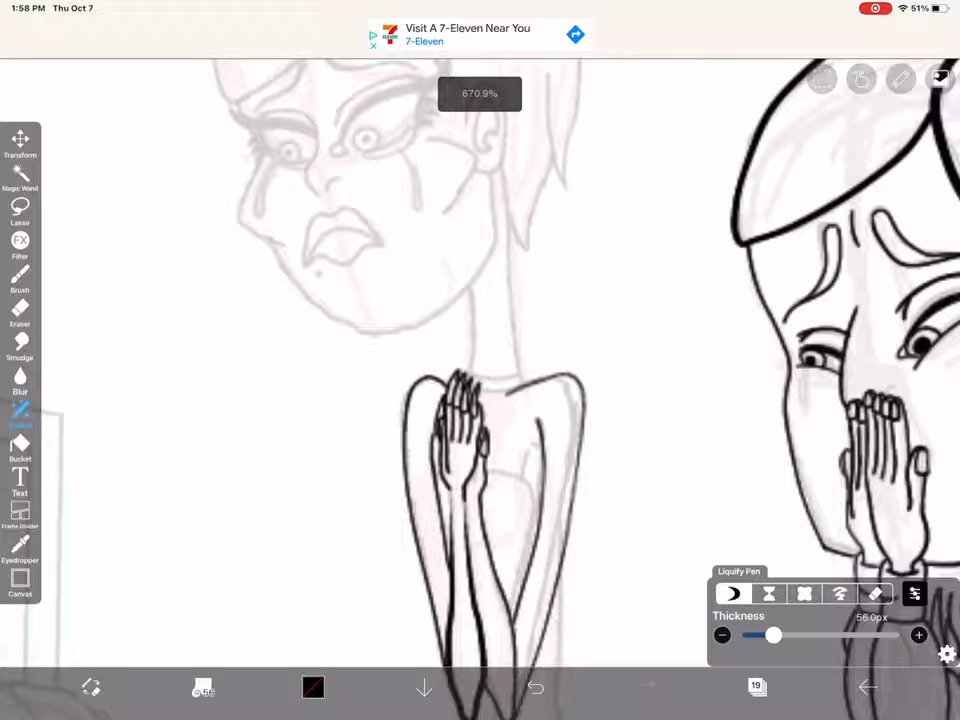 1:58 PM Thu Oct 7
51%
Visit A 7-Eleven Near You
7-Eleven
ELEVEN
670.9%
Transform
Magic Wand
Lasso
FX
Filter
Brush
Eraser
Smudge
Blur
Bucket
T
Text
Frame Divider
Eyedropper
Canvas
Liquify Pen
Thickness
56.0px
56
19